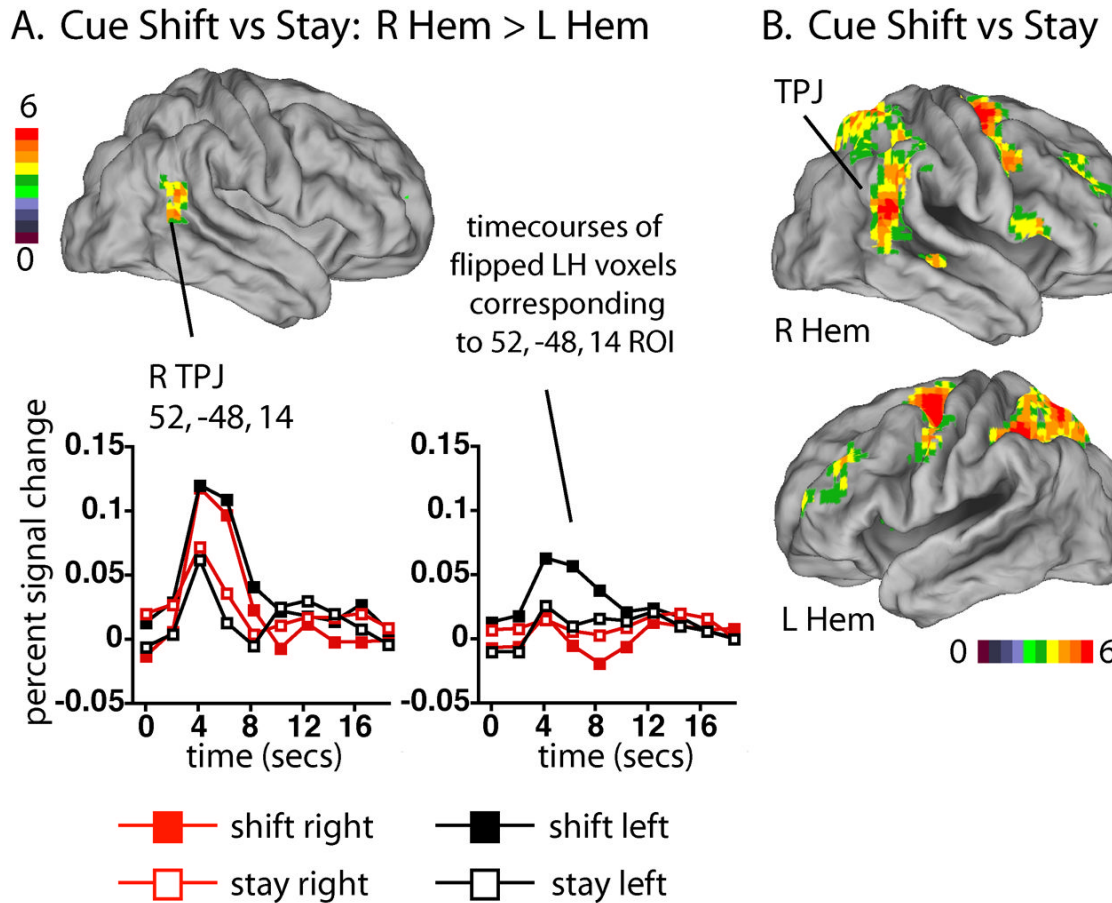 A. Cue Shift vs Stay: R Hem > L Hem
B. Cue Shift vs Stay
6
0
TPJ
timecourses of
flipped LH voxels
corresponding
to 52, -48, 14 ROI
R Hem
R TPJ
52, -48, 14
percent signal change
0.15
0.1
0.05
0
-0.05
0 4 8 12 16
time (secs)
0.15
0.1
0.05
0
-0.05
0 4 8 12 16
time (secs)
L Hem
0 6
shift right
shift left
stay right
stay left